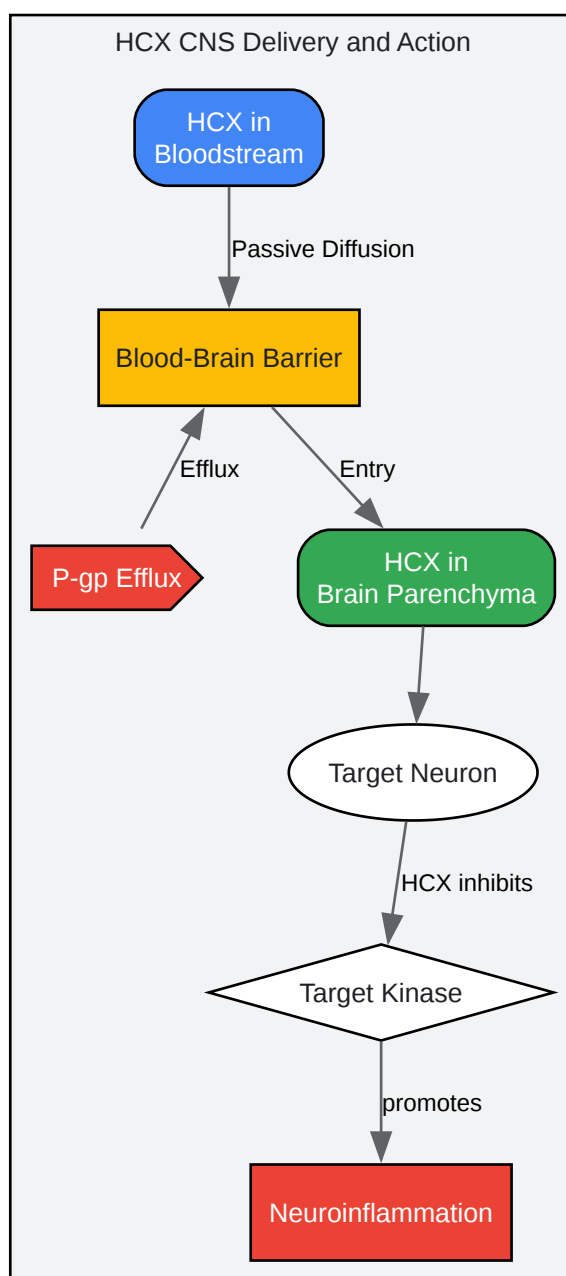 HCX CNS Delivery and Action
HCX in
Bloodstream
Passive Diffusion
Blood-Brain Barrier
Efflux
Entry
P-gp Efflux
HCX in
Brain Parenchyma
Target Neuron
HCX inhibits
Target Kinase
promotes
Neuroinflammation